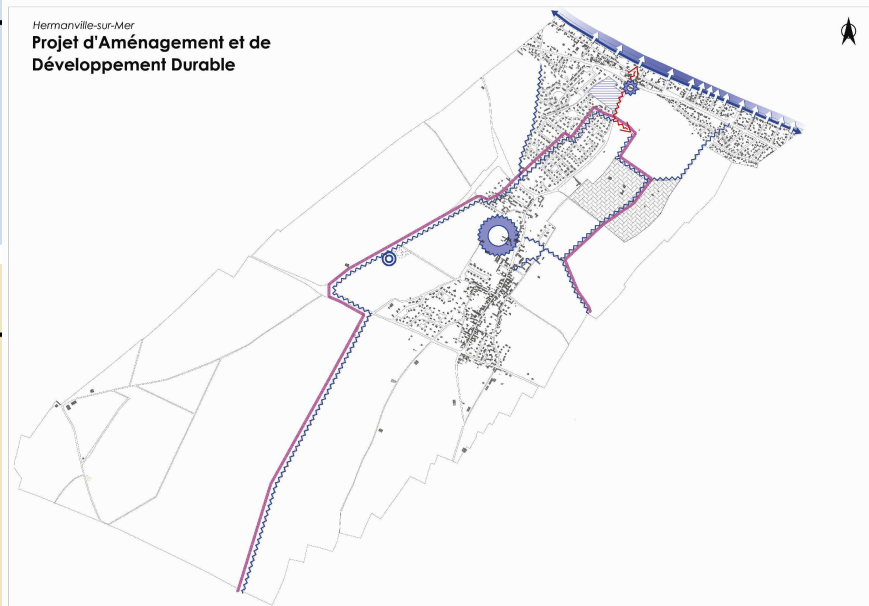 Hermanville-sur-Mer
Projet d'Aménagement et de
Développement Durable